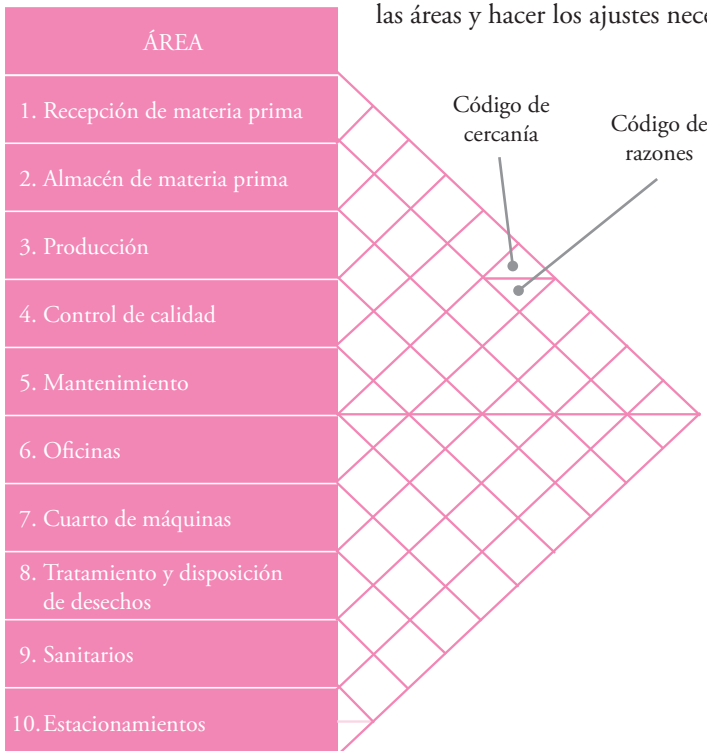 las áreas y hacer los ajustes nece
ÁREA
Código de
cercanía
Código de
razones
1. Recepción de materia prima
2. Almacén de materia prima
3. Producción
4. Control de calidad
5. Mantenimiento
6. Oficinas
7. Cuarto de máquinas
8. Tratamiento y disposición
de desechos
9. Sanitarios
10. Estacionamientos